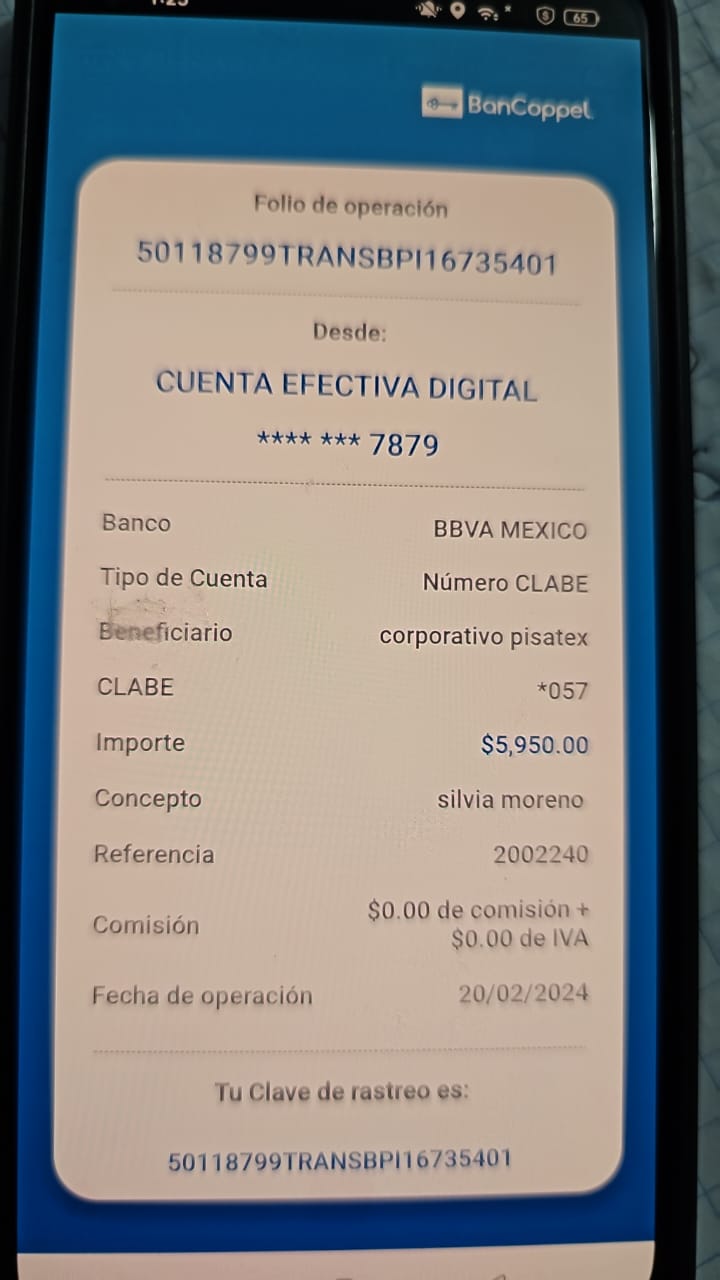 65
BanCoppel
Folio de operación
50118799TRANSBPI16735401
Desde:
CUENTA EFECTIVA DIGITAL
**** *** 7879
Banco BBVA MEXICO
Tipo de Cuenta Número CLABE
Beneficiario corporativo pisatex
CLABE *057
Importe $5,950.00
Concepto silvia moreno
Referencia 2002240
Comisión $0.00 de comisión +
$0.00 de IVA
Fecha de operación 20/02/2024
Tu Clave de rastreo es:
50118799TRANSBPI16735401